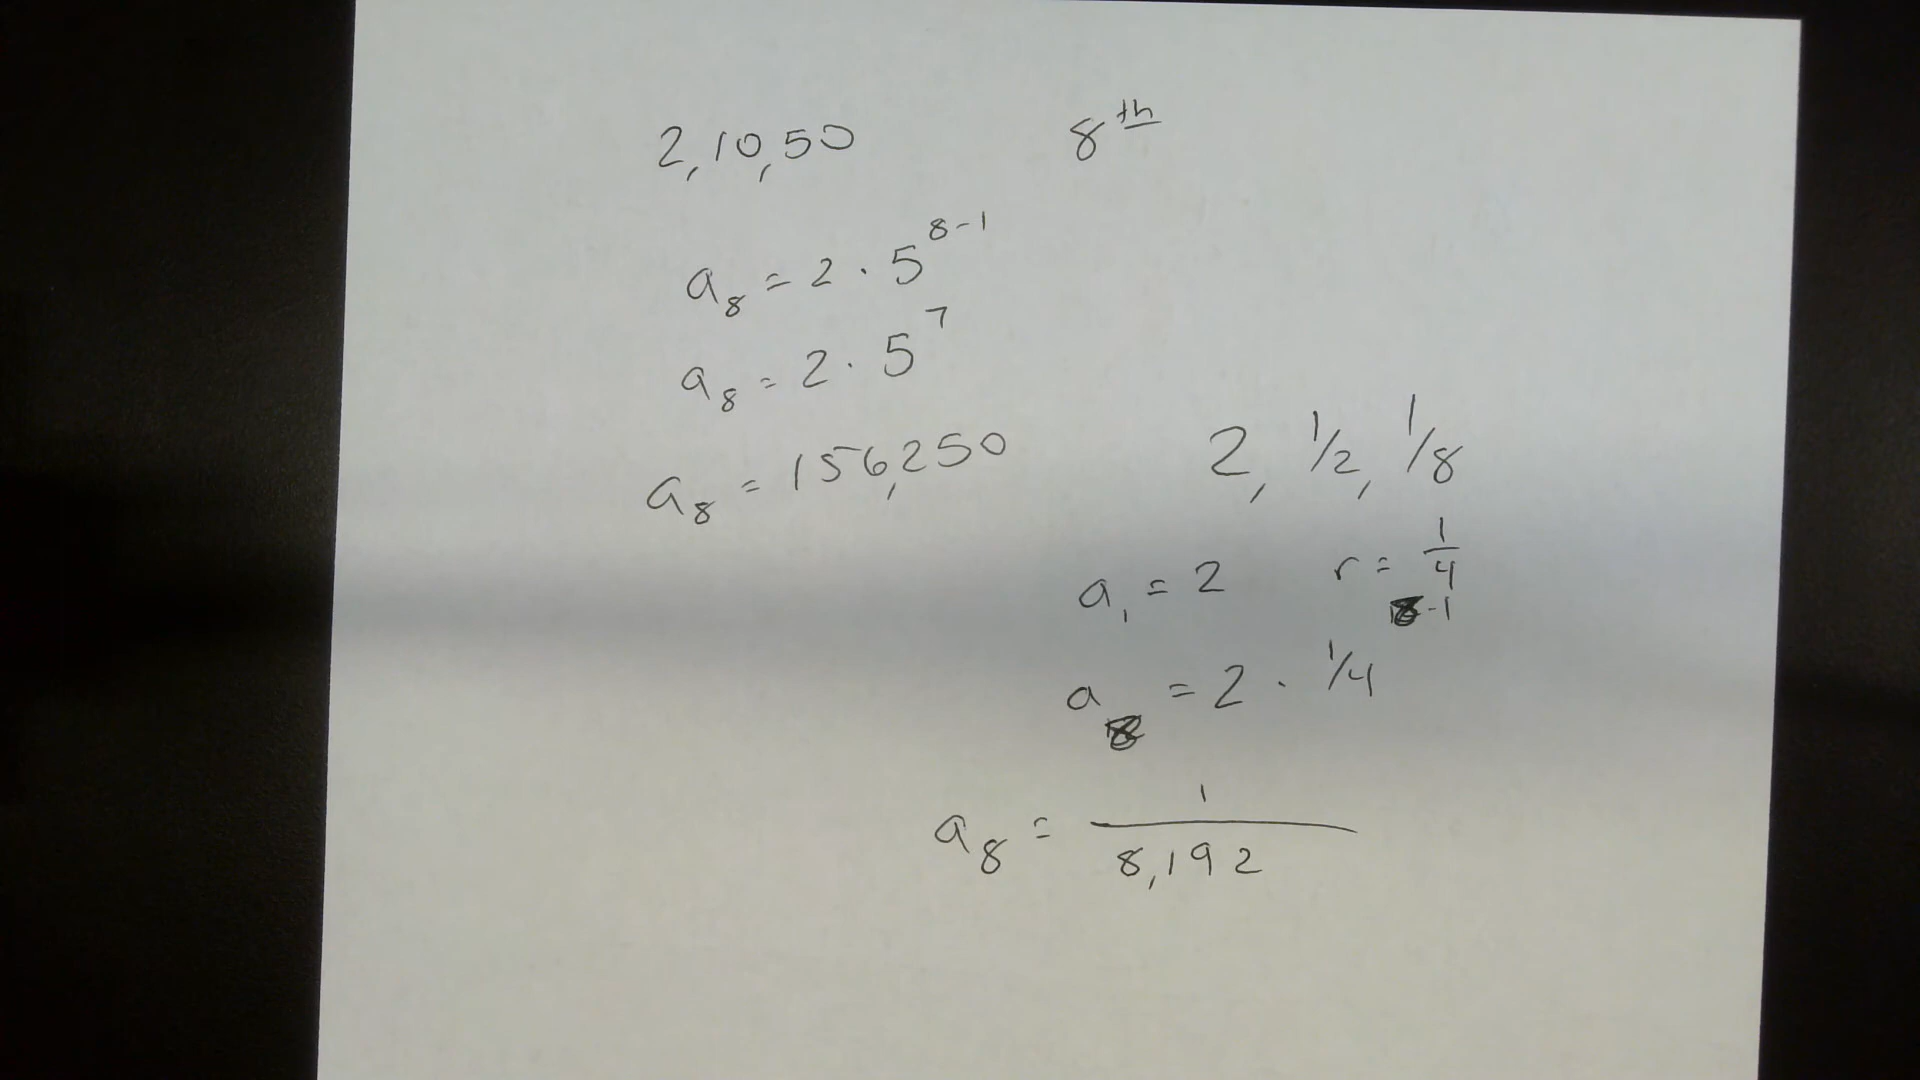 2, 10, 50
8th
a8 = 2 · 5^8-1
a8 = 2 · 5^7
a8 = 156,250
2, 1/2, 1/8
a1 = 2
r = 1/4
a8 = 2 · 1/4^8-1
a8 = 1/8,192